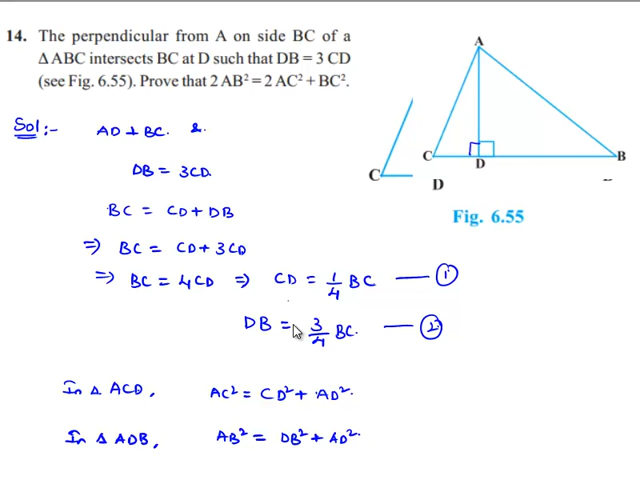 14. The perpendicular from A on side BC of a
Δ ABC intersects BC at D such that DB = 3 CD
(see Fig. 6.55). Prove that 2 AB² = 2 AC² + BC².
A
C
D
B
C
D
Fig. 6.55
Sol:- AD ⊥ BC. &
DB = 3CD.
BC = CD + DB
⇒ BC = CD + 3CD
⇒ BC = 4CD ⇒ CD = 1/4 BC — ①
DB = 3/4 BC. — ②
In Δ ACD, AC² = CD² + AD².
In Δ ADB, AB² = DB² + AD².